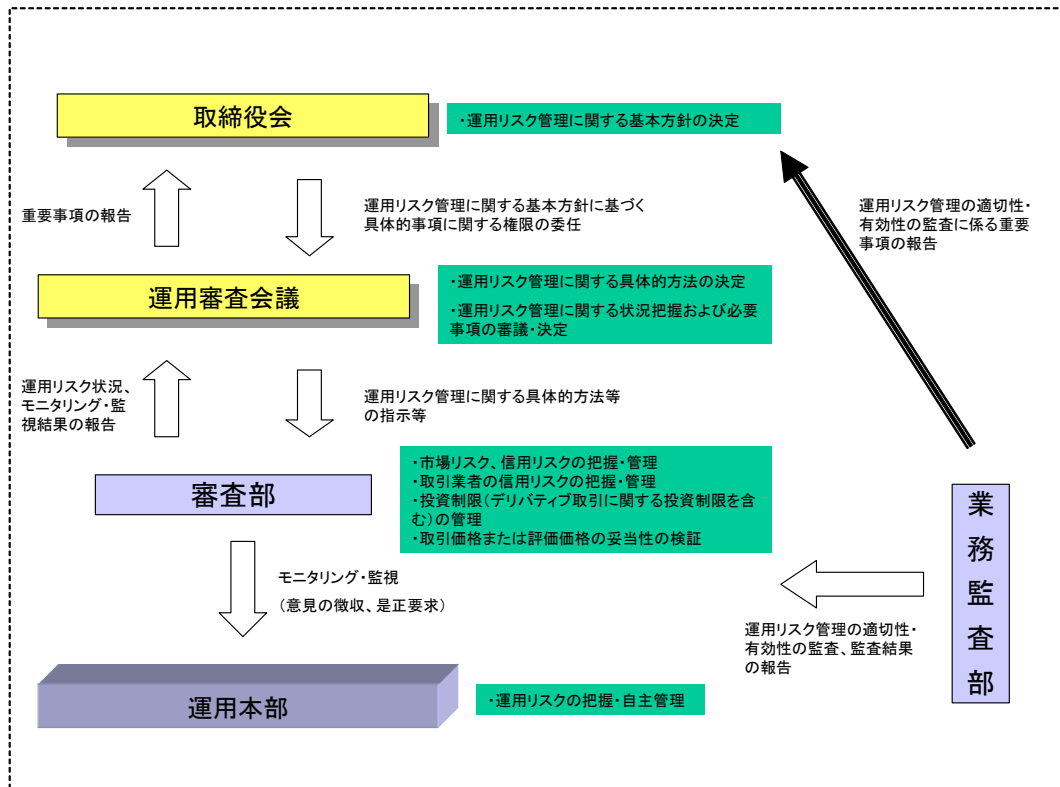 取締役会
・運用リスク管理に関する基本方針の決定
重要事項の報告
運用リスク管理に関する基本方針に基づく
具体的事項に関する権限の委任
運用リスク管理の適切性・
有効性の監査に係る重要
事項の報告
運用審査会議
・運用リスク管理に関する具体的方法の決定
・運用リスク管理に関する状況把握および必要
事項の審議・決定
運用リスク状況、
モニタリング・監
視結果の報告
運用リスク管理に関する具体的方法等
の指示等
審査部
・市場リスク、信用リスクの把握・管理
・取引業者の信用リスクの把握・管理
・投資制限(デリバティブ取引に関する投資制限を含
む)の管理
・取引価格または評価価格の妥当性の検証
業務監査部
モニタリング・監視
(意見の徴収、是正要求)
運用リスク管理の適切性・
有効性の監査、監査結果
の報告
運用本部
・運用リスクの把握・自主管理